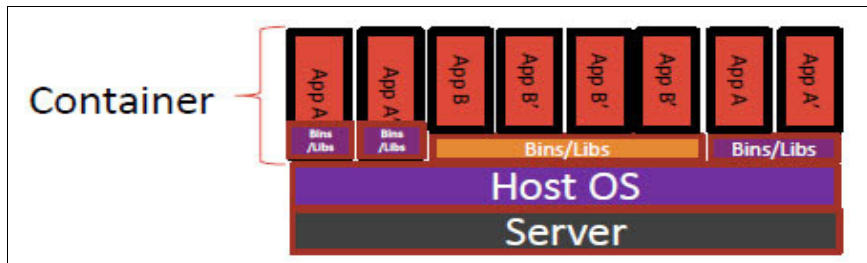 Container
App A
App A'
App B
App B'
App B'
App B'
App A
App A'
Bins
/Libs
Bins
/Libs
Bins/Libs
Bins/Libs
Host OS
Server